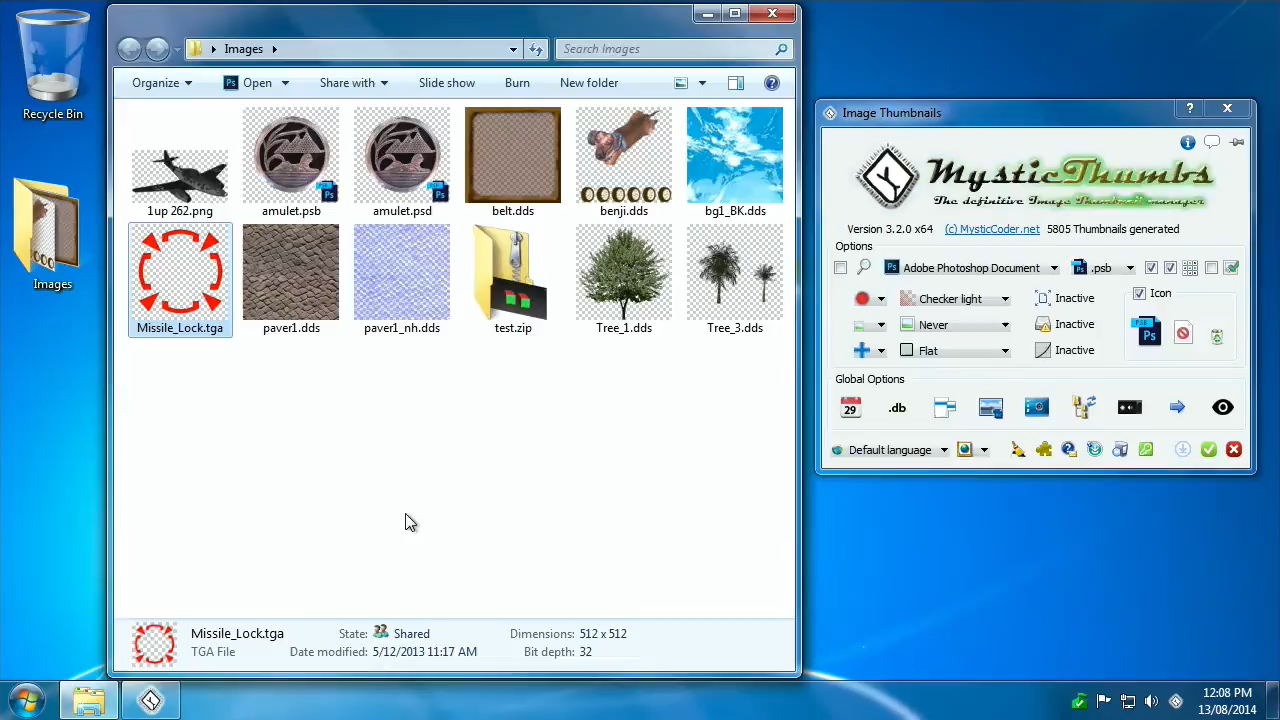 Recycle Bin
Images
Images
Search Images
Organize
Ps Open
Share with
Slide show
Burn
New folder
1up 262.png
amulet.psb
amulet.psd
belt.dds
benji.dds
bg1_BK.dds
Missile_Lock.tga
paver1.dds
paver1_nh.dds
test.zip
Tree_1.dds
Tree_3.dds
Missile_Lock.tga
State: Shared
Dimensions: 512 x 512
TGA File
Date modified: 5/12/2013 11:17 AM
Bit depth: 32
Image Thumbnails
MysticThumbs
The definitive Image Thumbnail manager
Version 3.2.0 x64 (c) MysticCoder.net 5805 Thumbnails generated
Options
Ps Adobe Photoshop Document
Ps .psb
Checker light
Inactive
Icon
Never
Inactive
PSB
Ps
Flat
Inactive
Global Options
29 .db
Default language
12:08 PM
13/08/2014